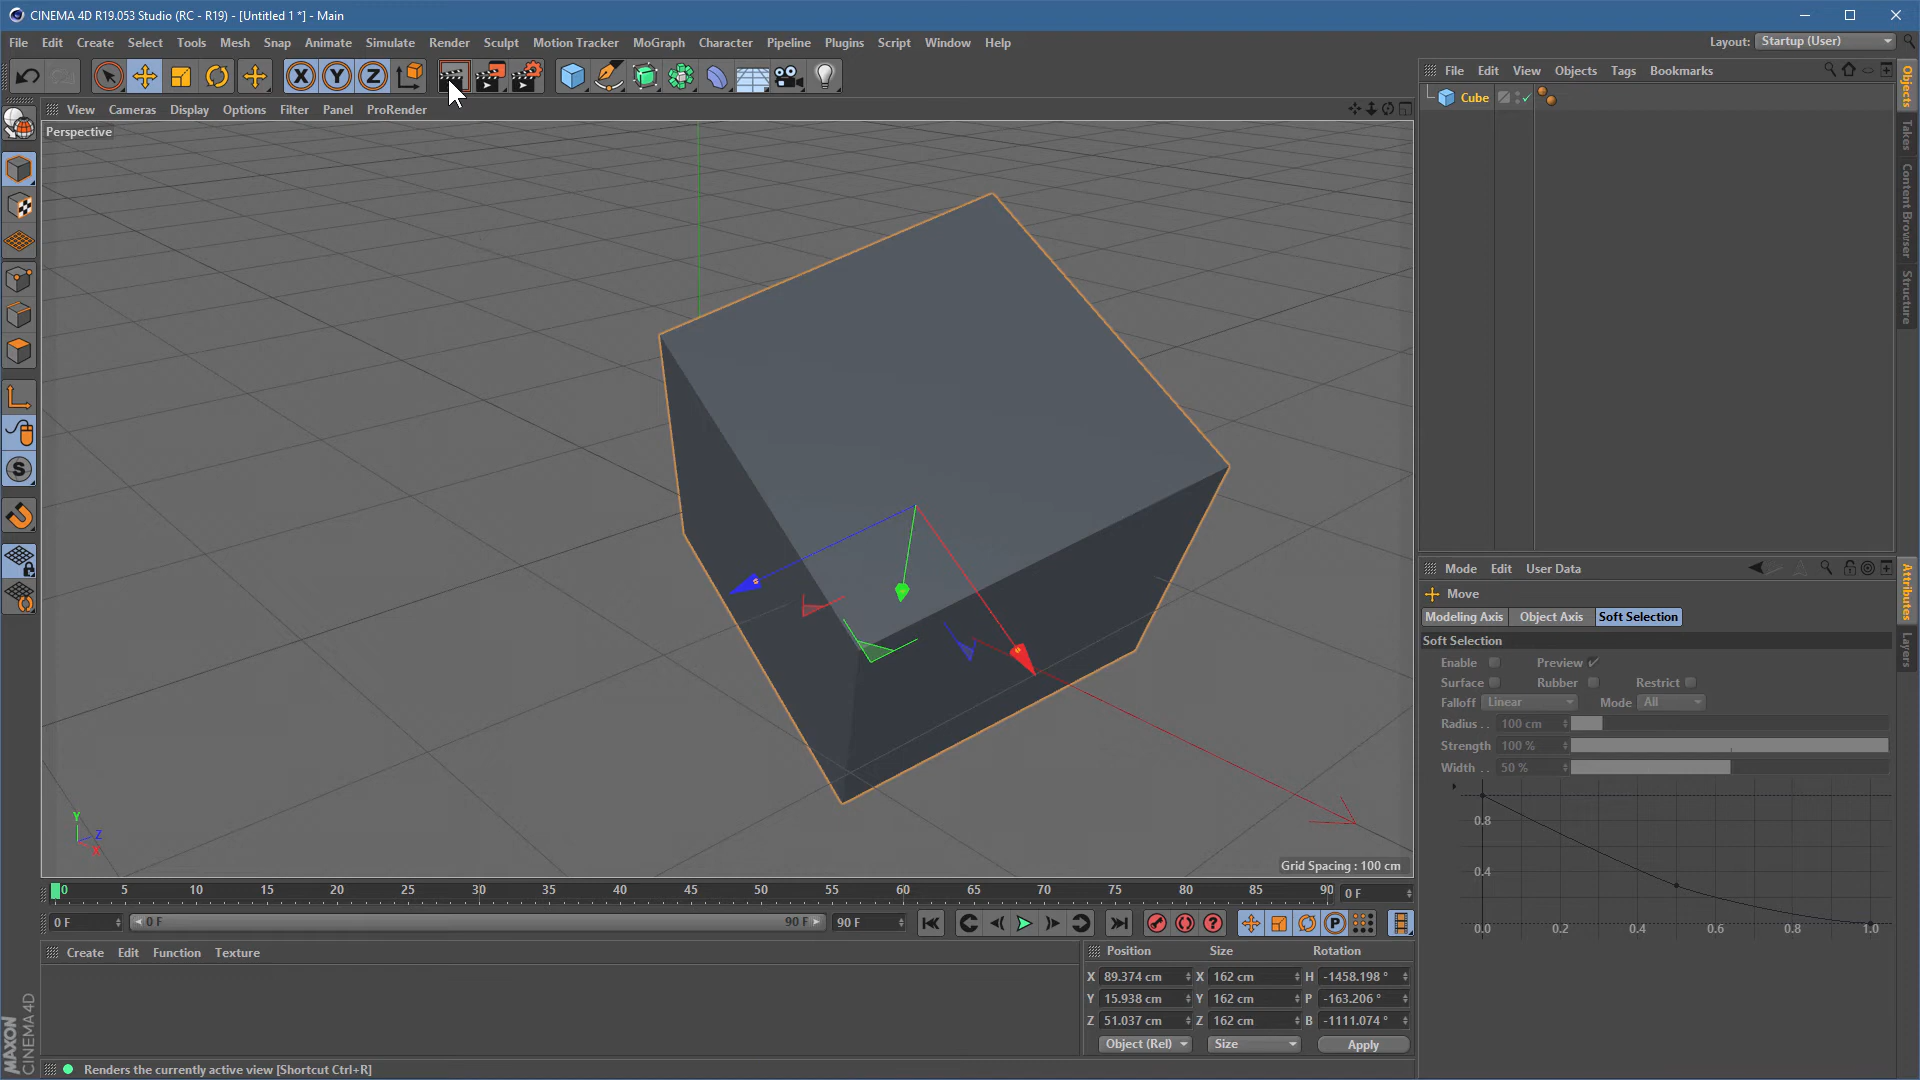 CINEMA 4D R19.053 Studio (RC - R19) - [Untitled 1 *] - Main
File Edit Create Select Tools Mesh Snap Animate Simulate Render Sculpt Motion Tracker MoGraph Character Pipeline Plugins Script Window Help
Layout: Startup (User)
X Y Z
File Edit View Objects Tags Bookmarks
View Cameras Display Options Filter Panel ProRender
Cube
Perspective
Objects
Takes
Content Browser
Structure
S
Mode Edit User Data
Move
Modeling Axis Object Axis Soft Selection
Soft Selection
Attributes
Layers
Enable Preview
Surface Rubber Restrict
Falloff Linear Mode All
Radius . . 100 cm
Strength 100 %
Width . . 50 %
0.8
0.4
0.0 0.2 0.4 0.6 0.8 1.0
Y
Z
X
Grid Spacing : 100 cm
0 5 10 15 20 25 30 35 40 45 50 55 60 65 70 75 80 85 90 0 F
0 F 0 F 90 F 90 F
P
Create Edit Function Texture
Position Size Rotation
X 89.374 cm X 162 cm H -1458.198 °
Y 15.938 cm Y 162 cm P -163.206 °
Z 51.037 cm Z 162 cm B -1111.074 °
Object (Rel) Size Apply
MAXON
CINEMA 4D
Renders the currently active view [Shortcut Ctrl+R]